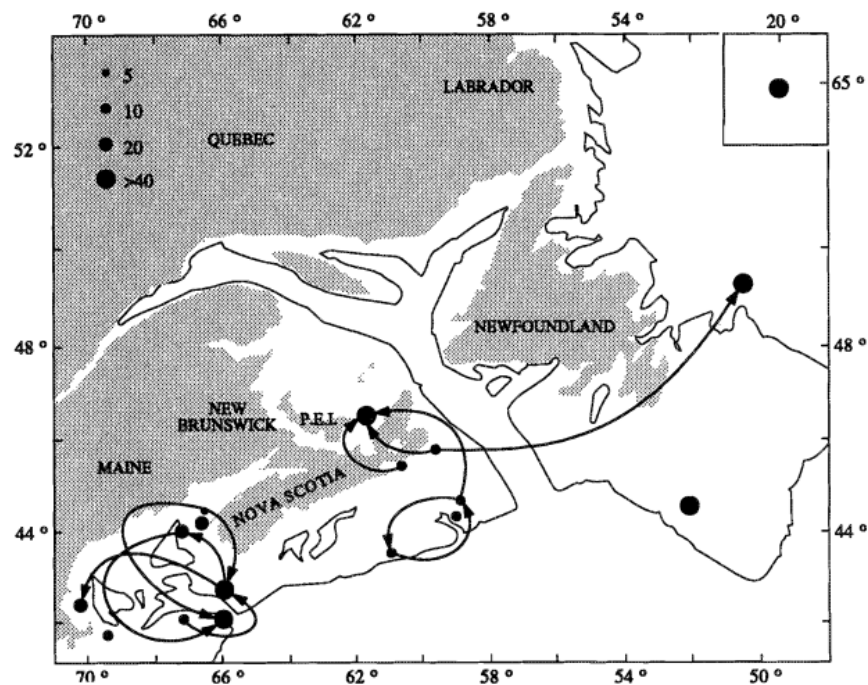 70 º 66 º 62 º 58 º 54 º 20 º
5
10
20
>40
LABRADOR
65 º
QUEBEC
52 º
NEWFOUNDLAND
48 º
48 º
NEW
BRUNSWICK
P.E.I.
MAINE
NOVA SCOTIA
44 º
44 º
70 º 66 º 62 º 58 º 54 º 50 º